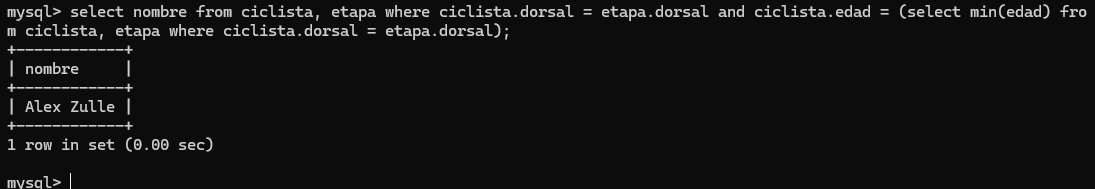 mysql> select nombre from ciclista, etapa where ciclista.dorsal = etapa.dorsal and ciclista.edad = (select min(edad) fro
m ciclista, etapa where ciclista.dorsal = etapa.dorsal);
+------------+
| nombre     |
+------------+
| Alex Zulle |
+------------+
1 row in set (0.00 sec)
mysql>